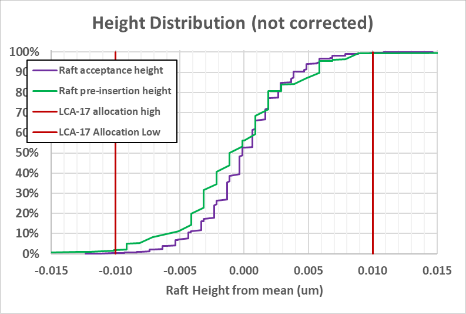 Height Distribution (not corrected)
100%
90%
80%
70%
60%
50%
40%
30%
20%
10%
0%
Raft acceptance height
Raft pre-insertion height
LCA-17 allocation high
LCA-17 Allocation Low
-0.015 -0.010 -0.005 0.000 0.005 0.010 0.015
Raft Height from mean (um)